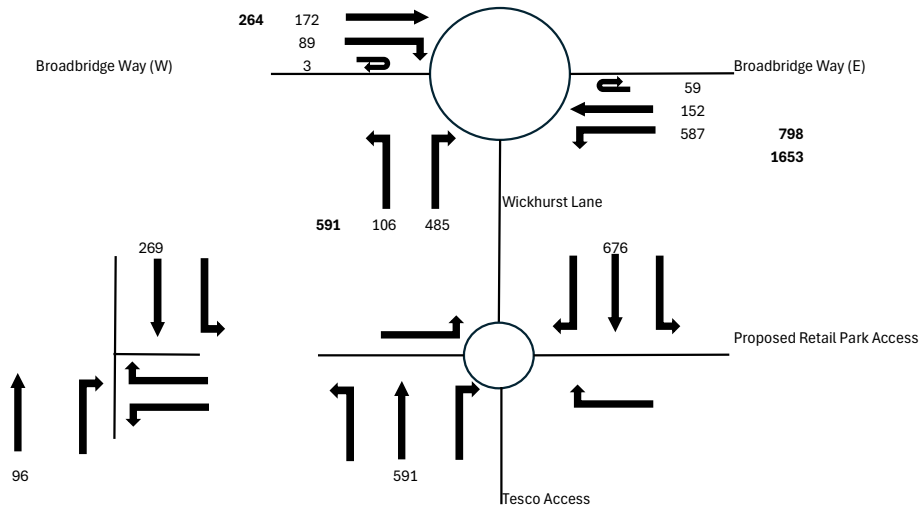 264 172
89
Broadbridge Way (W) 3 Broadbridge Way (E)
59
152
587 798
1653
Wickhurst Lane
591 106 485
269 676
Proposed Retail Park Access
96 591
Tesco Access